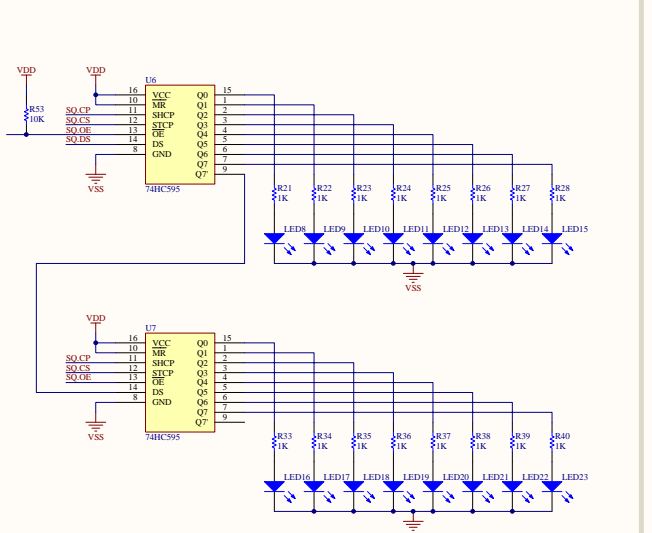 VDD VDD U6
R53
10K
16 VCC Q0 15
10 MR Q1 1
SQ.CP 11 SHCP Q2 2
SQ.CS 12 STCP Q3 3
SQ.OE 13 OE Q4 4
SQ.DS 14 DS Q5 5
8 GND Q6 6
Q7 7
Q7' 9
VSS 74HC595
R21 R22 R23 R24 R25 R26 R27 R28
1K 1K 1K 1K 1K 1K 1K 1K
LED8 LED9 LED10 LED11 LED12 LED13 LED14 LED15
VSS
VDD U7
16 VCC Q0 15
10 MR Q1 1
SQ.CP 11 SHCP Q2 2
SQ.CS 12 STCP Q3 3
SQ.OE 13 OE Q4 4
14 DS Q5 5
8 GND Q6 6
Q7 7
Q7' 9
VSS 74HC595
R33 R34 R35 R36 R37 R38 R39 R40
1K 1K 1K 1K 1K 1K 1K 1K
LED16 LED17 LED18 LED19 LED20 LED21 LED22 LED23